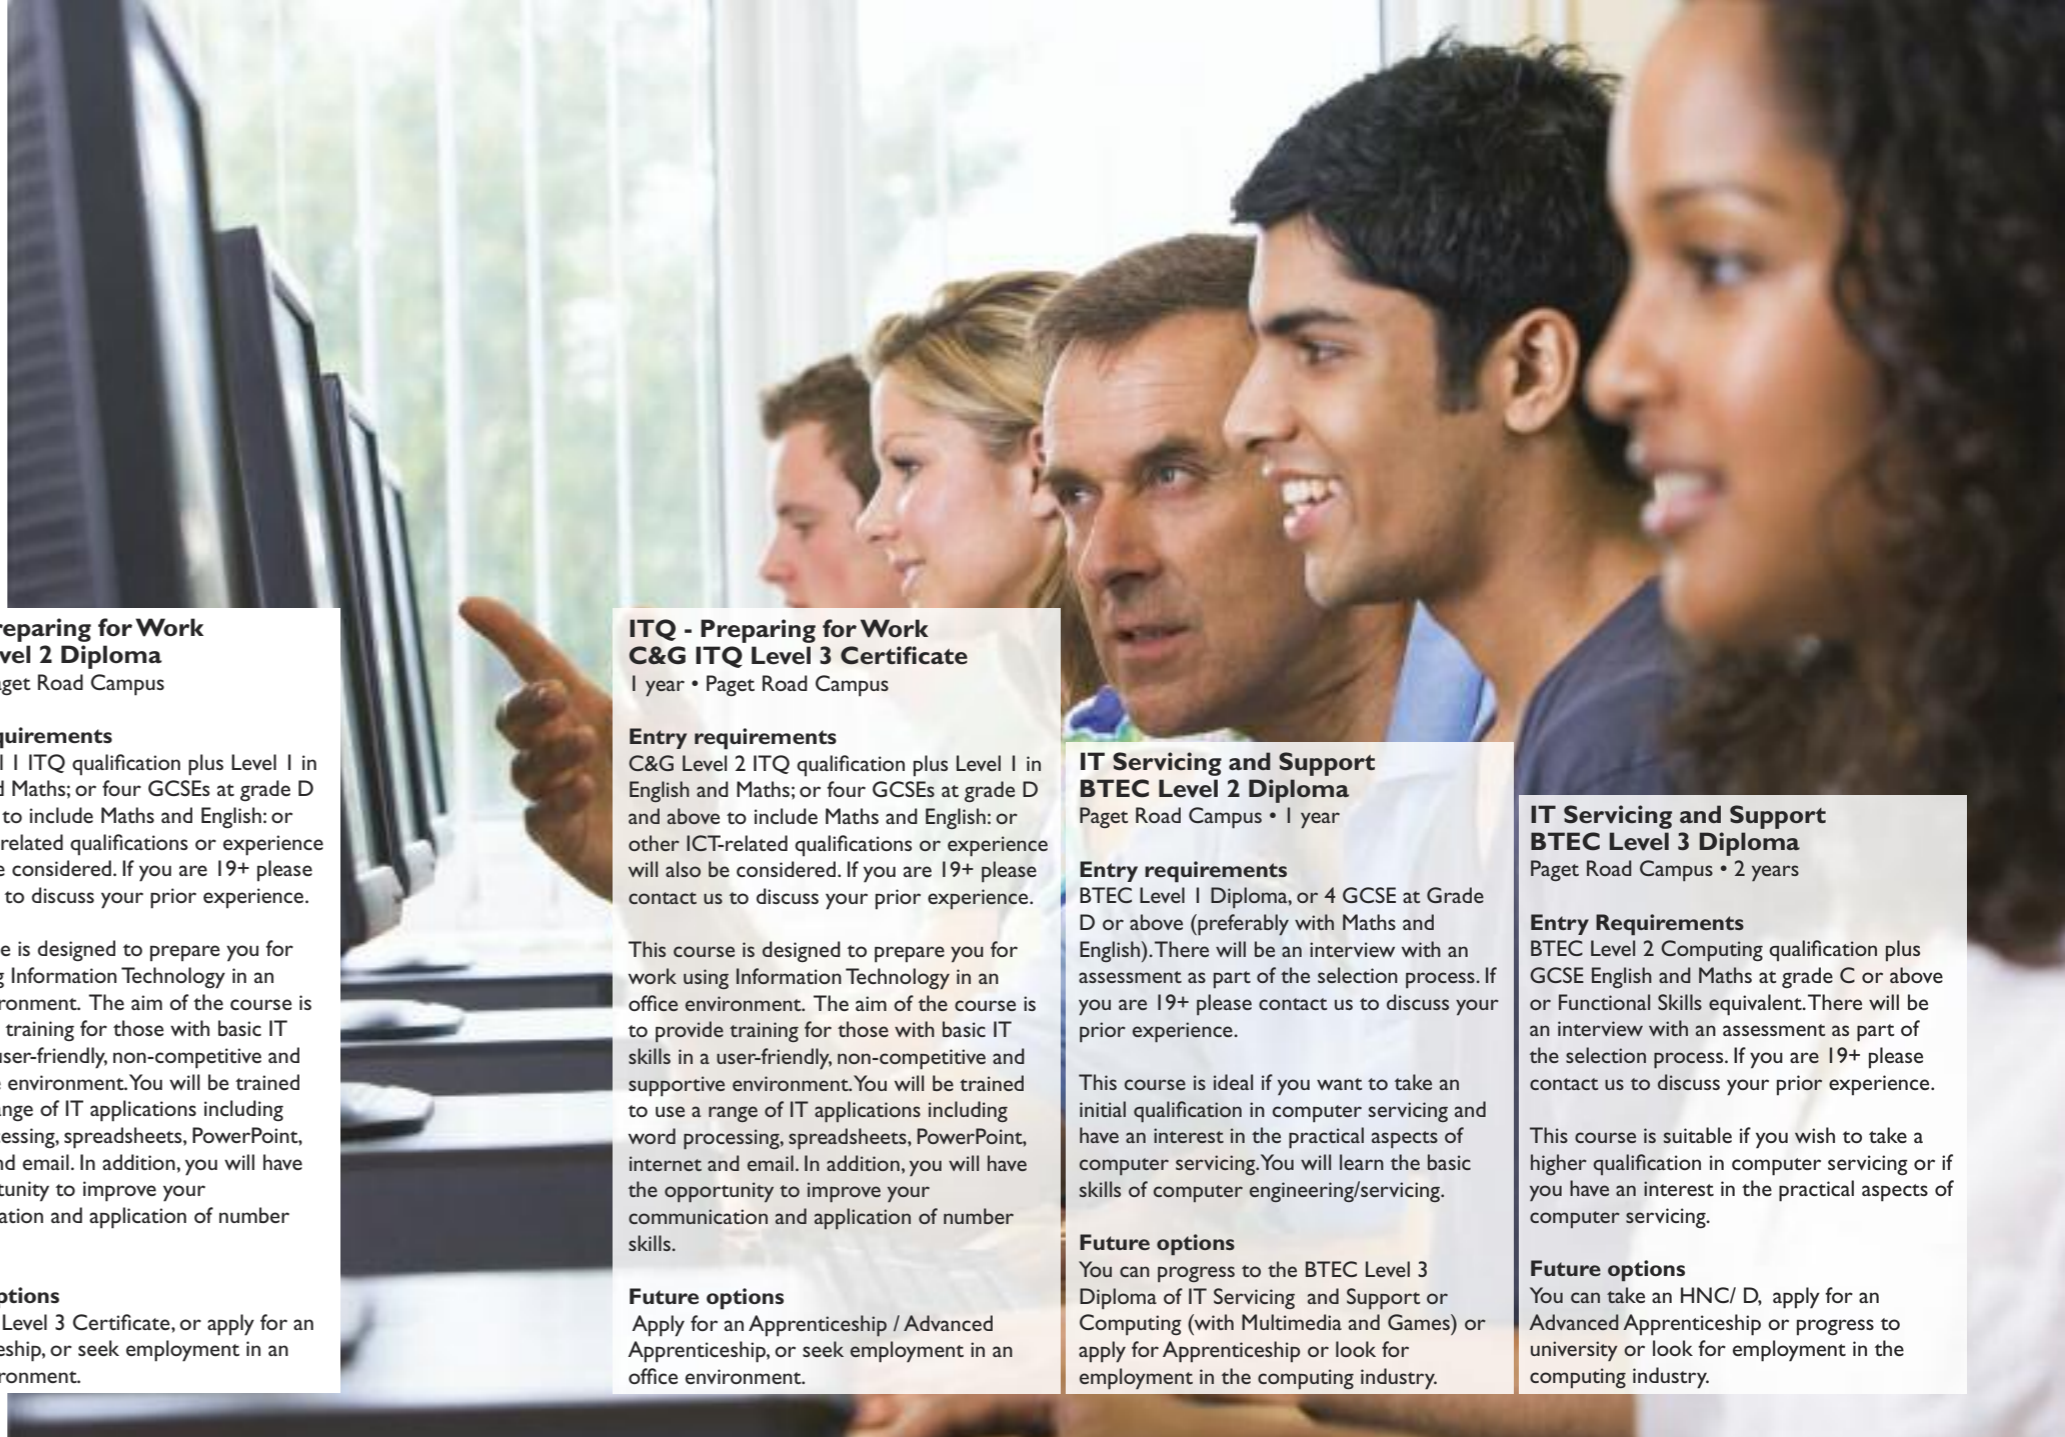 reparing for Work
vel 2 Diploma
get Road Campus
quirements
l 1 ITQ qualification plus Level 1 in
d Maths; or four GCSEs at grade D
to include Maths and English: or
related qualifications or experience
e considered. If you are 19+ please
to discuss your prior experience.
e is designed to prepare you for
g Information Technology in an
ronment. The aim of the course is
training for those with basic IT
user-friendly, non-competitive and
e environment. You will be trained
nge of IT applications including
essing, spreadsheets, PowerPoint,
nd email. In addition, you will have
tunity to improve your
ation and application of number
ptions
Level 3 Certificate, or apply for an
eship, or seek employment in an
ronment.
ITQ - Preparing for Work
C&G ITQ Level 3 Certificate
1 year • Paget Road Campus
Entry requirements
C&G Level 2 ITQ qualification plus Level 1 in
English and Maths; or four GCSEs at grade D
and above to include Maths and English: or
other ICT-related qualifications or experience
will also be considered. If you are 19+ please
contact us to discuss your prior experience.
This course is designed to prepare you for
work using Information Technology in an
office environment. The aim of the course is
to provide training for those with basic IT
skills in a user-friendly, non-competitive and
supportive environment. You will be trained
to use a range of IT applications including
word processing, spreadsheets, PowerPoint,
internet and email. In addition, you will have
the opportunity to improve your
communication and application of number
skills.
Future options
Apply for an Apprenticeship / Advanced
Apprenticeship, or seek employment in an
office environment.
IT Servicing and Support
BTEC Level 2 Diploma
Paget Road Campus • 1 year
Entry requirements
BTEC Level 1 Diploma, or 4 GCSE at Grade
D or above (preferably with Maths and
English). There will be an interview with an
assessment as part of the selection process. If
you are 19+ please contact us to discuss your
prior experience.
This course is ideal if you want to take an
initial qualification in computer servicing and
have an interest in the practical aspects of
computer servicing. You will learn the basic
skills of computer engineering/servicing.
Future options
You can progress to the BTEC Level 3
Diploma of IT Servicing and Support or
Computing (with Multimedia and Games) or
apply for Apprenticeship or look for
employment in the computing industry.
IT Servicing and Support
BTEC Level 3 Diploma
Paget Road Campus • 2 years
Entry Requirements
BTEC Level 2 Computing qualification plus
GCSE English and Maths at grade C or above
or Functional Skills equivalent. There will be
an interview with an assessment as part of
the selection process. If you are 19+ please
contact us to discuss your prior experience.
This course is suitable if you wish to take a
higher qualification in computer servicing or if
you have an interest in the practical aspects of
computer servicing.
Future options
You can take an HNC/ D, apply for an
Advanced Apprenticeship or progress to
university or look for employment in the
computing industry.